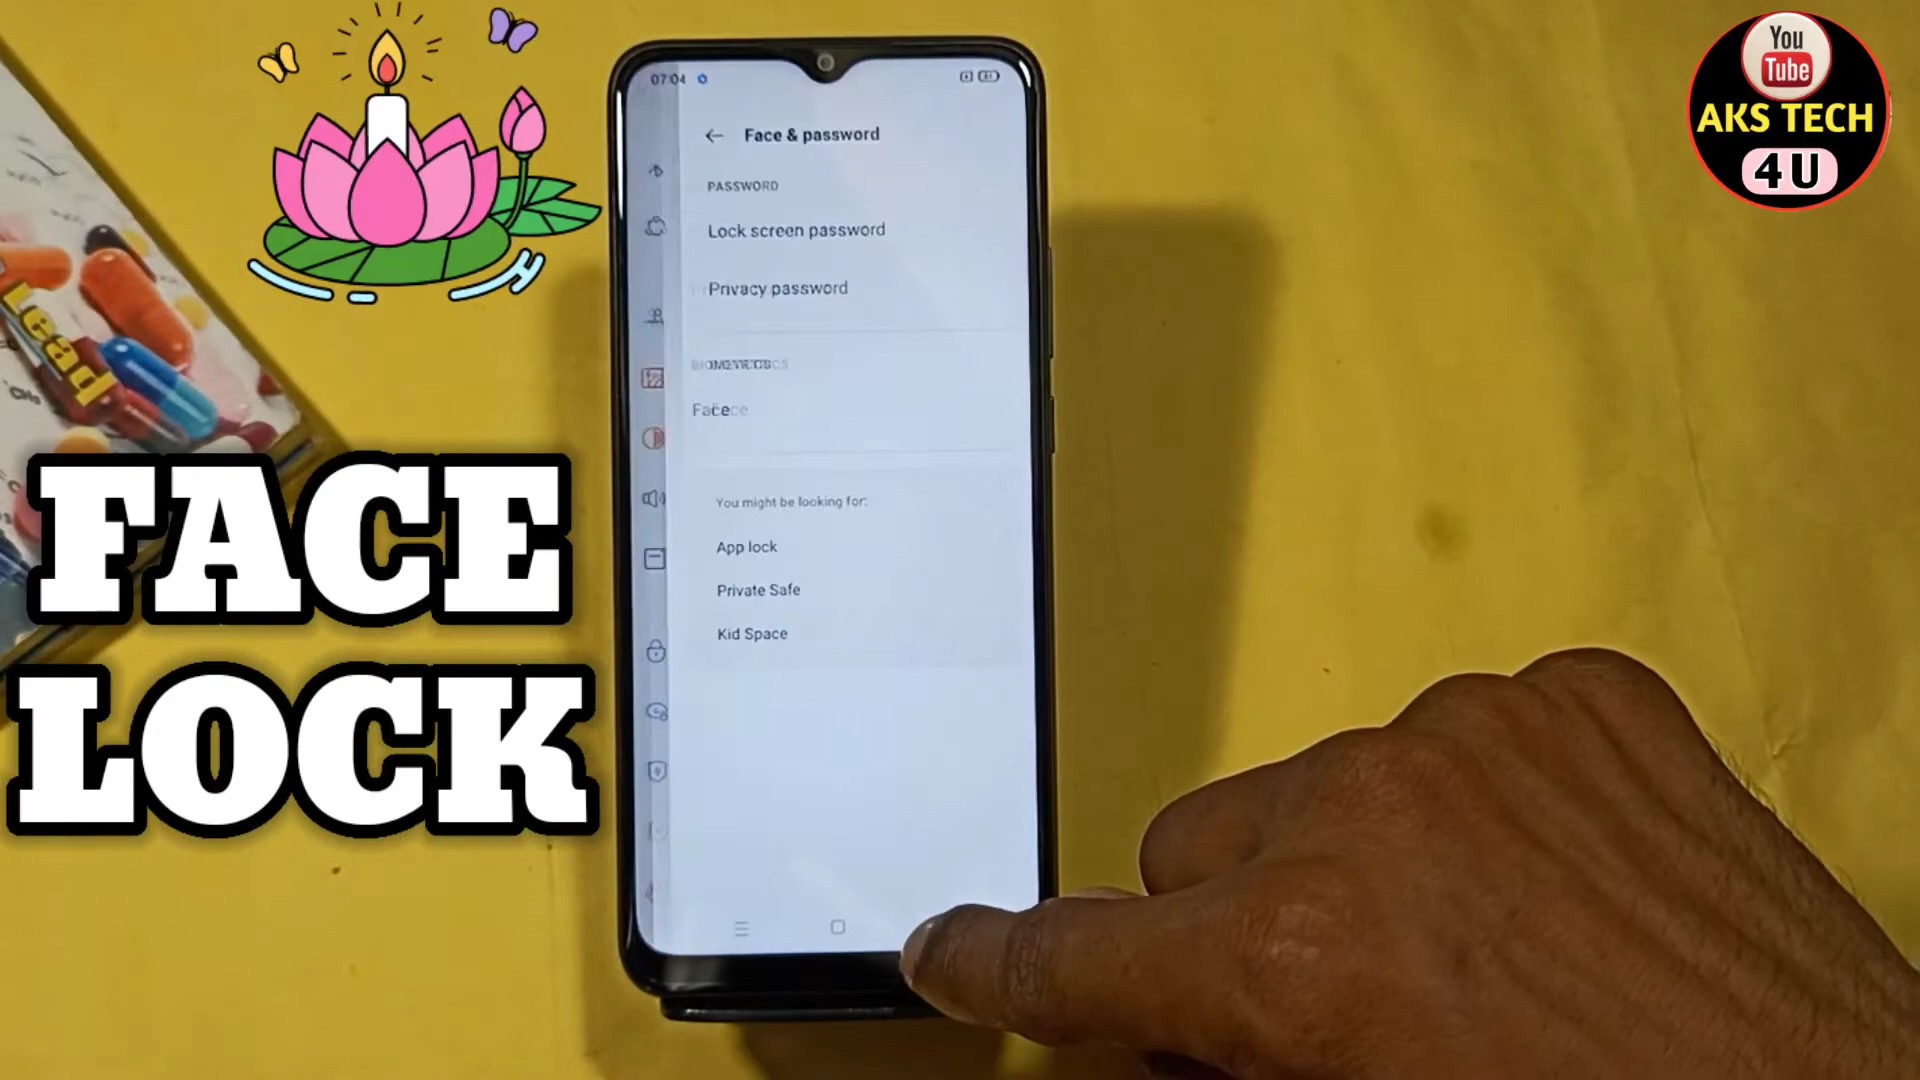 07:04
Face & password
PASSWORD
Lock screen password
Privacy password
Face
You might be looking for:
App lock
Private Safe
Kid Space
FACE
LOCK
You
Tube
AKS TECH
4U